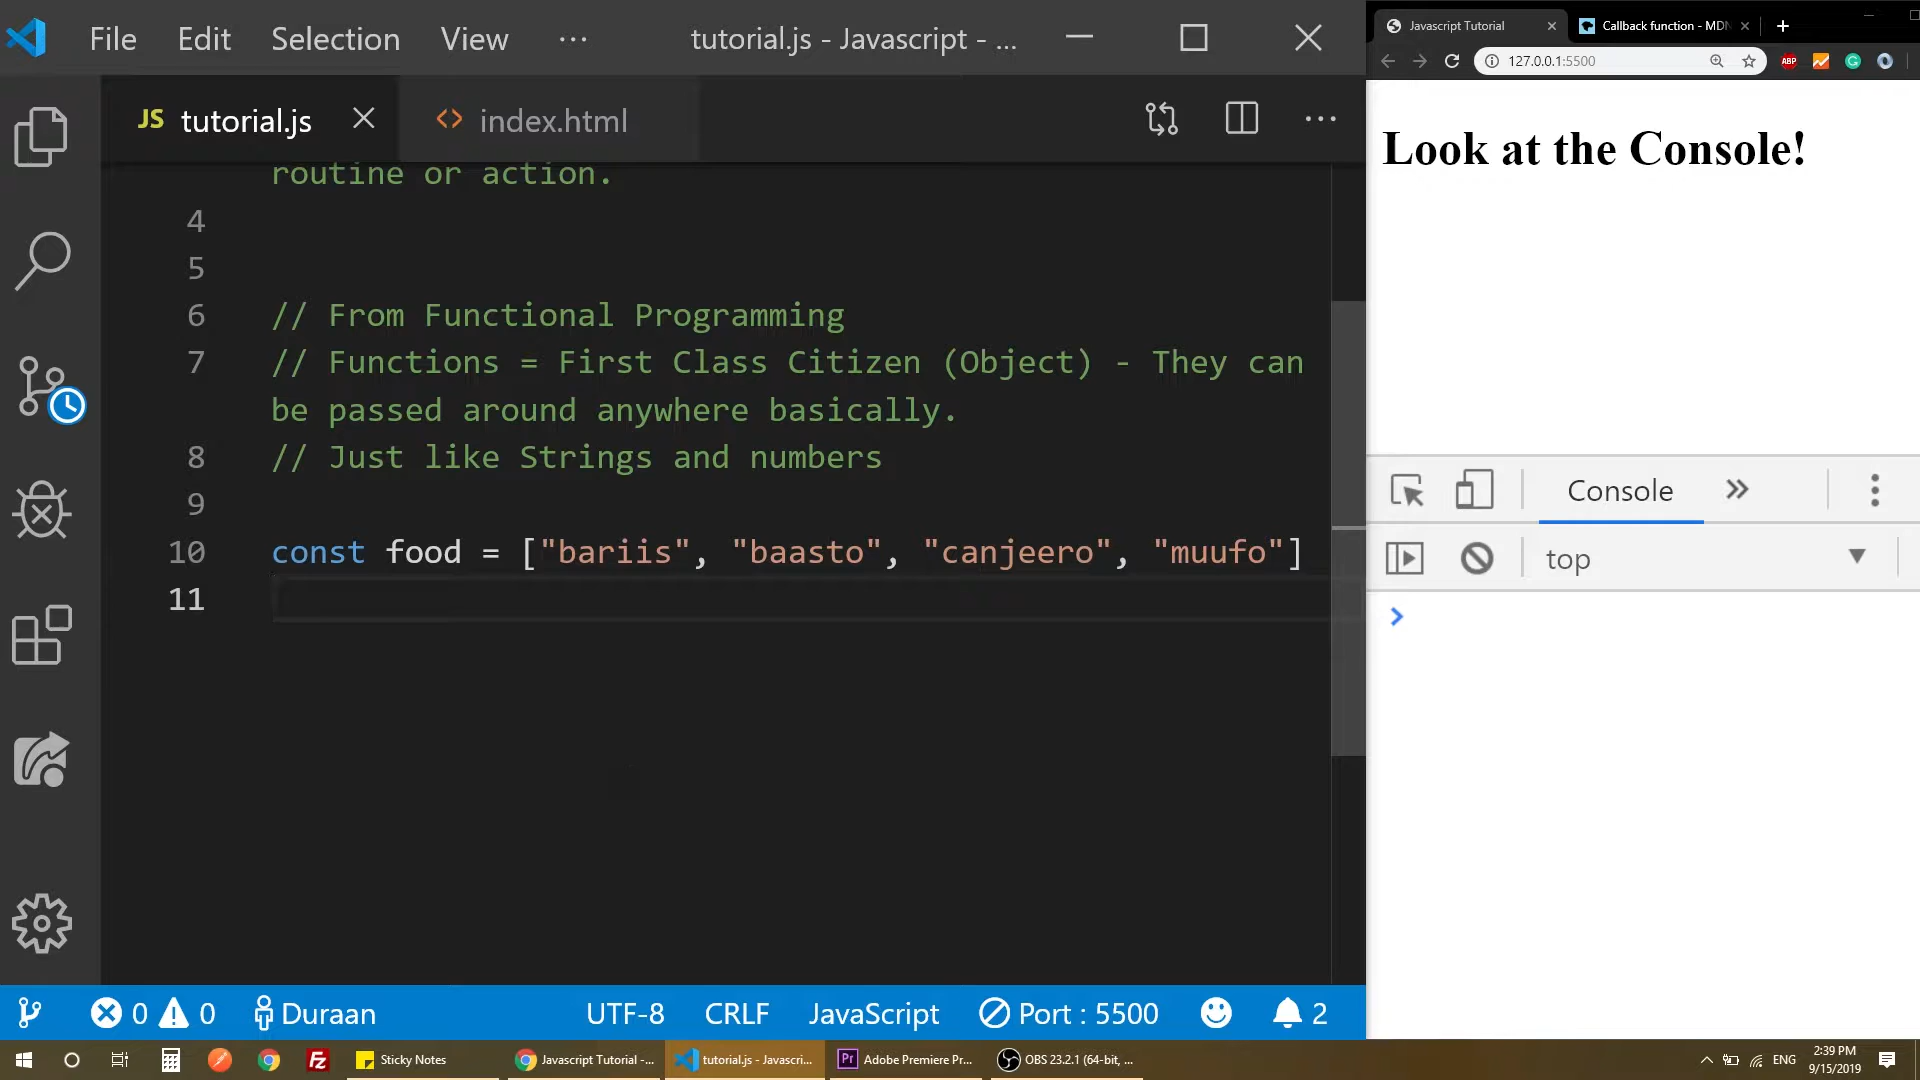 File Edit Selection View ··· tutorial.js - Javascript - ...
JS tutorial.js index.html
routine or action.
4
5
6 // From Functional Programming
7 // Functions = First Class Citizen (Object) - They can
be passed around anywhere basically.
8 // Just like Strings and numbers
9
10 const food = ["bariis", "baasto", "canjeero", "muufo"]
11
0 0 Duraan UTF-8 CRLF JavaScript Port : 5500 2
Javascript Tutorial Callback function - MDN
127.0.0.1:5500
ABP
Look at the Console!
Console
top
Sticky Notes Javascript Tutorial -... tutorial.js - Javascri... Pr Adobe Premiere Pr... OBS 23.2.1 (64-bit, ...
ENG 2:39 PM
9/15/2019